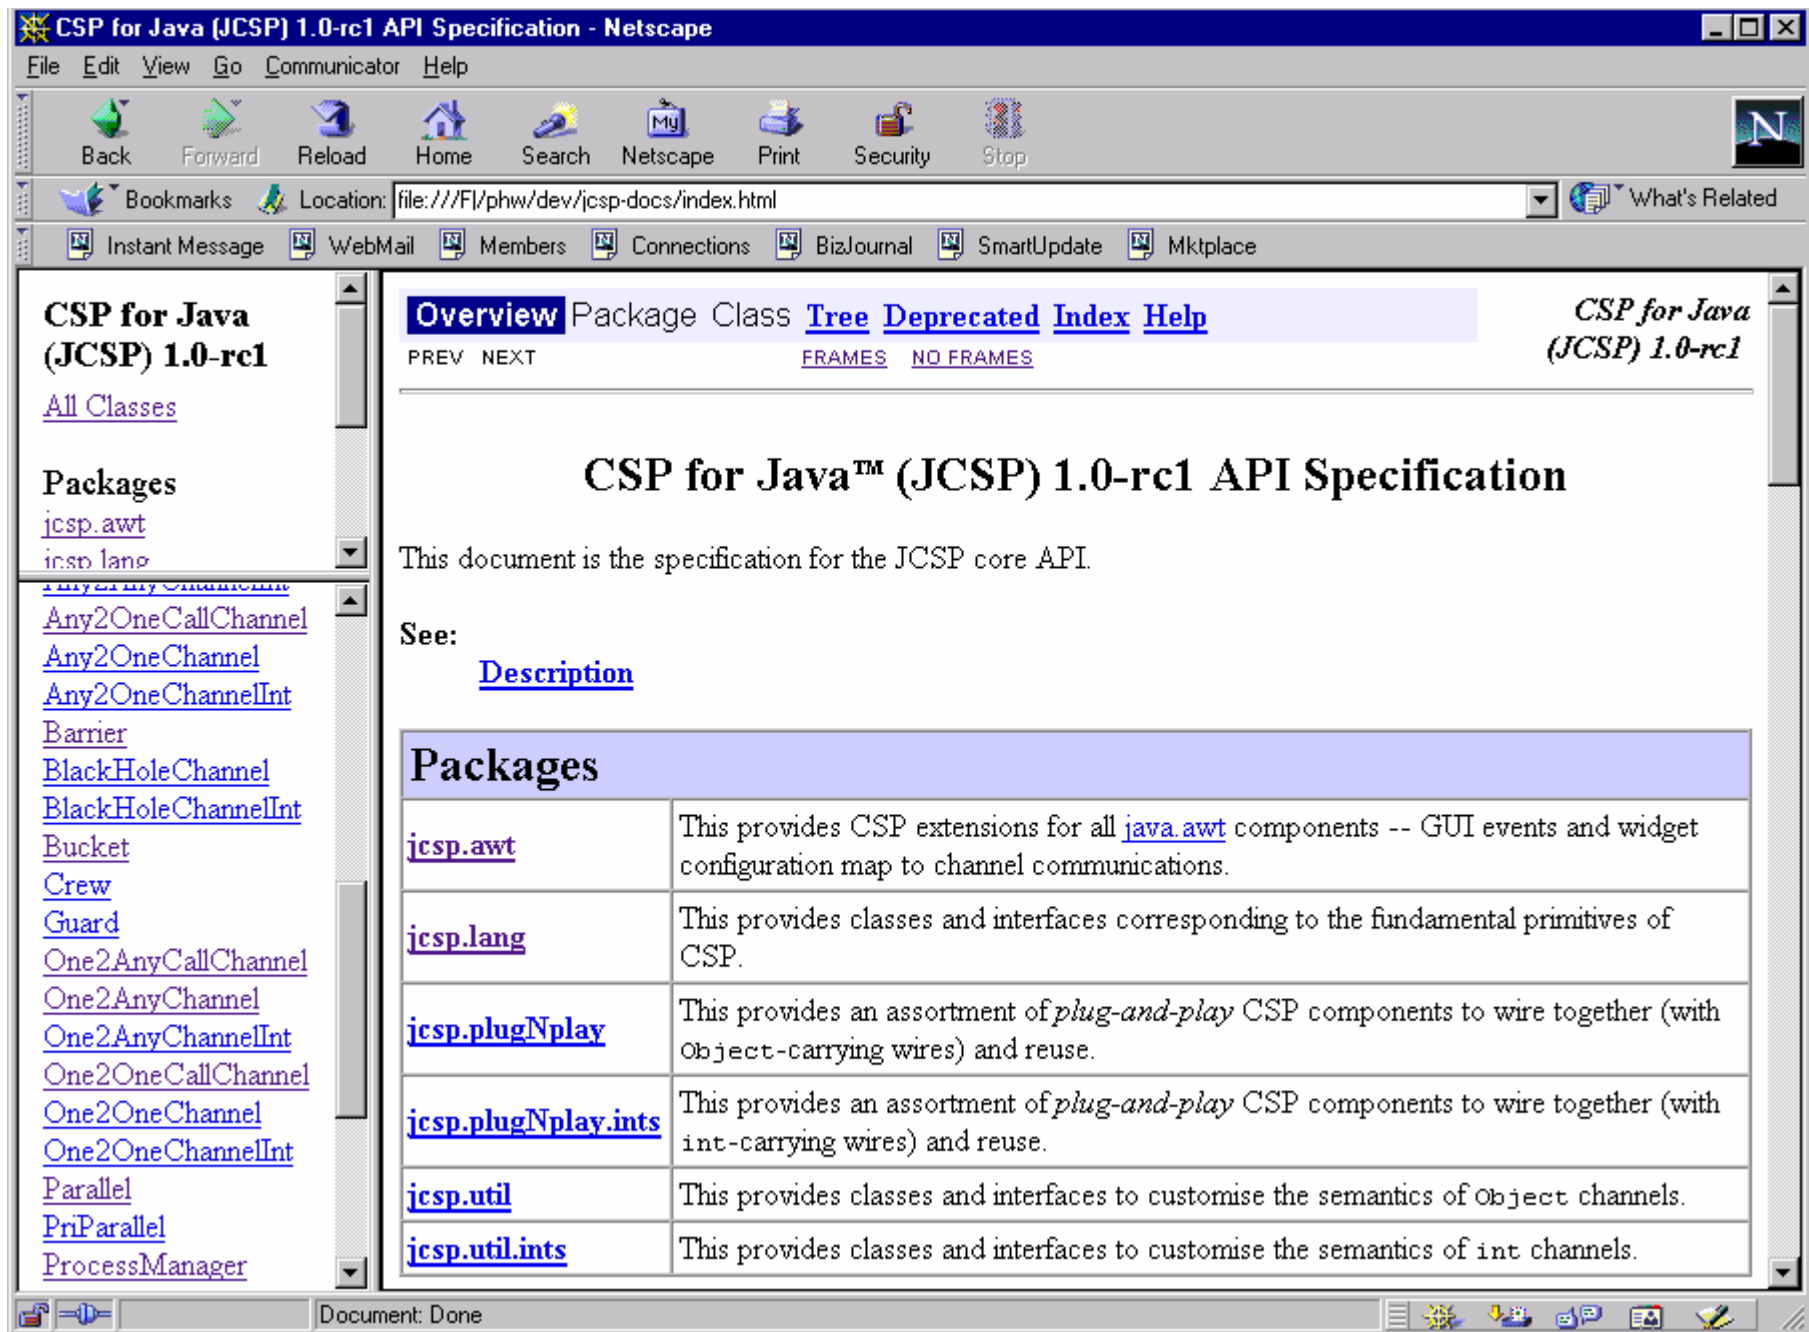 CSP for Java (JCSP) 1.0-rc1 API Specification - Netscape
File Edit View Go Communicator Help
Back Forward Reload Home Search Netscape Print Security Stop
My
N
Bookmarks Location: file:///F|/phw/dev/jcsp-docs/index.html What's Related
Instant Message WebMail Members Connections BizJournal SmartUpdate Mktplace
CSP for Java
(JCSP) 1.0-rc1
All Classes
Packages
jcsp.awt
jcsp.lang
Any2AnyChannelInt
Any2OneCallChannel
Any2OneChannel
Any2OneChannelInt
Barrier
BlackHoleChannel
BlackHoleChannelInt
Bucket
Crew
Guard
One2AnyCallChannel
One2AnyChannel
One2AnyChannelInt
One2OneCallChannel
One2OneChannel
One2OneChannelInt
Parallel
PriParallel
ProcessManager
Overview Package Class Tree Deprecated Index Help
PREV NEXT FRAMES NO FRAMES
CSP for Java
(JCSP) 1.0-rc1
CSP for Java™ (JCSP) 1.0-rc1 API Specification
This document is the specification for the JCSP core API.
See:
Description
Packages
jcsp.awt
This provides CSP extensions for all java.awt components -- GUI events and widget
configuration map to channel communications.
jcsp.lang
This provides classes and interfaces corresponding to the fundamental primitives of
CSP.
jcsp.plugNplay
This provides an assortment of plug-and-play CSP components to wire together (with
Object-carrying wires) and reuse.
jcsp.plugNplay.ints
This provides an assortment of plug-and-play CSP components to wire together (with
int-carrying wires) and reuse.
jcsp.util
This provides classes and interfaces to customise the semantics of Object channels.
jcsp.util.ints
This provides classes and interfaces to customise the semantics of int channels.
Document: Done